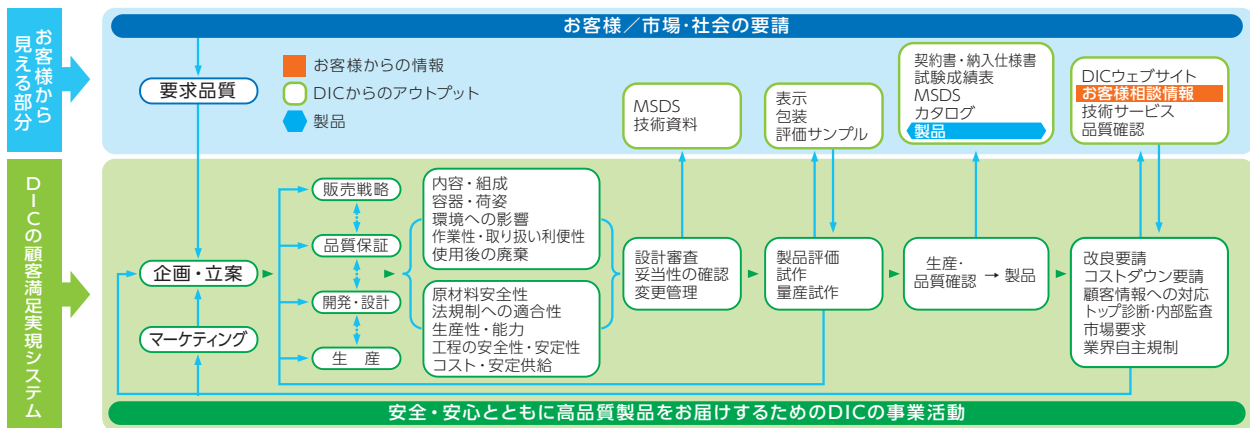 お客様から
見える部分
お客様／市場・社会の要請
要求品質
お客様からの情報
DICからのアウトプット
製品
MSDS
技術資料
表示
包装
評価サンプル
契約書・納入仕様書
試験成績表
MSDS
カタログ
製品
DICウェブサイト
お客様相談情報
技術サービス
品質確認
DICの顧客満足実現システム
企画・立案
マーケティング
販売戦略
品質保証
開発・設計
生 産
内容・組成
容器・荷姿
環境への影響
作業性・取り扱い利便性
使用後の廃棄
原材料安全性
法規制への適合性
生産性・能力
工程の安全性・安定性
コスト・安定供給
設計審査
妥当性の確認
変更管理
製品評価
試作
量産試作
生産・
品質確認 → 製品
改良要請
コストダウン要請
顧客情報への対応
トップ診断・内部監査
市場要求
業界自主規制
安全・安心とともに高品質製品をお届けするためのDICの事業活動